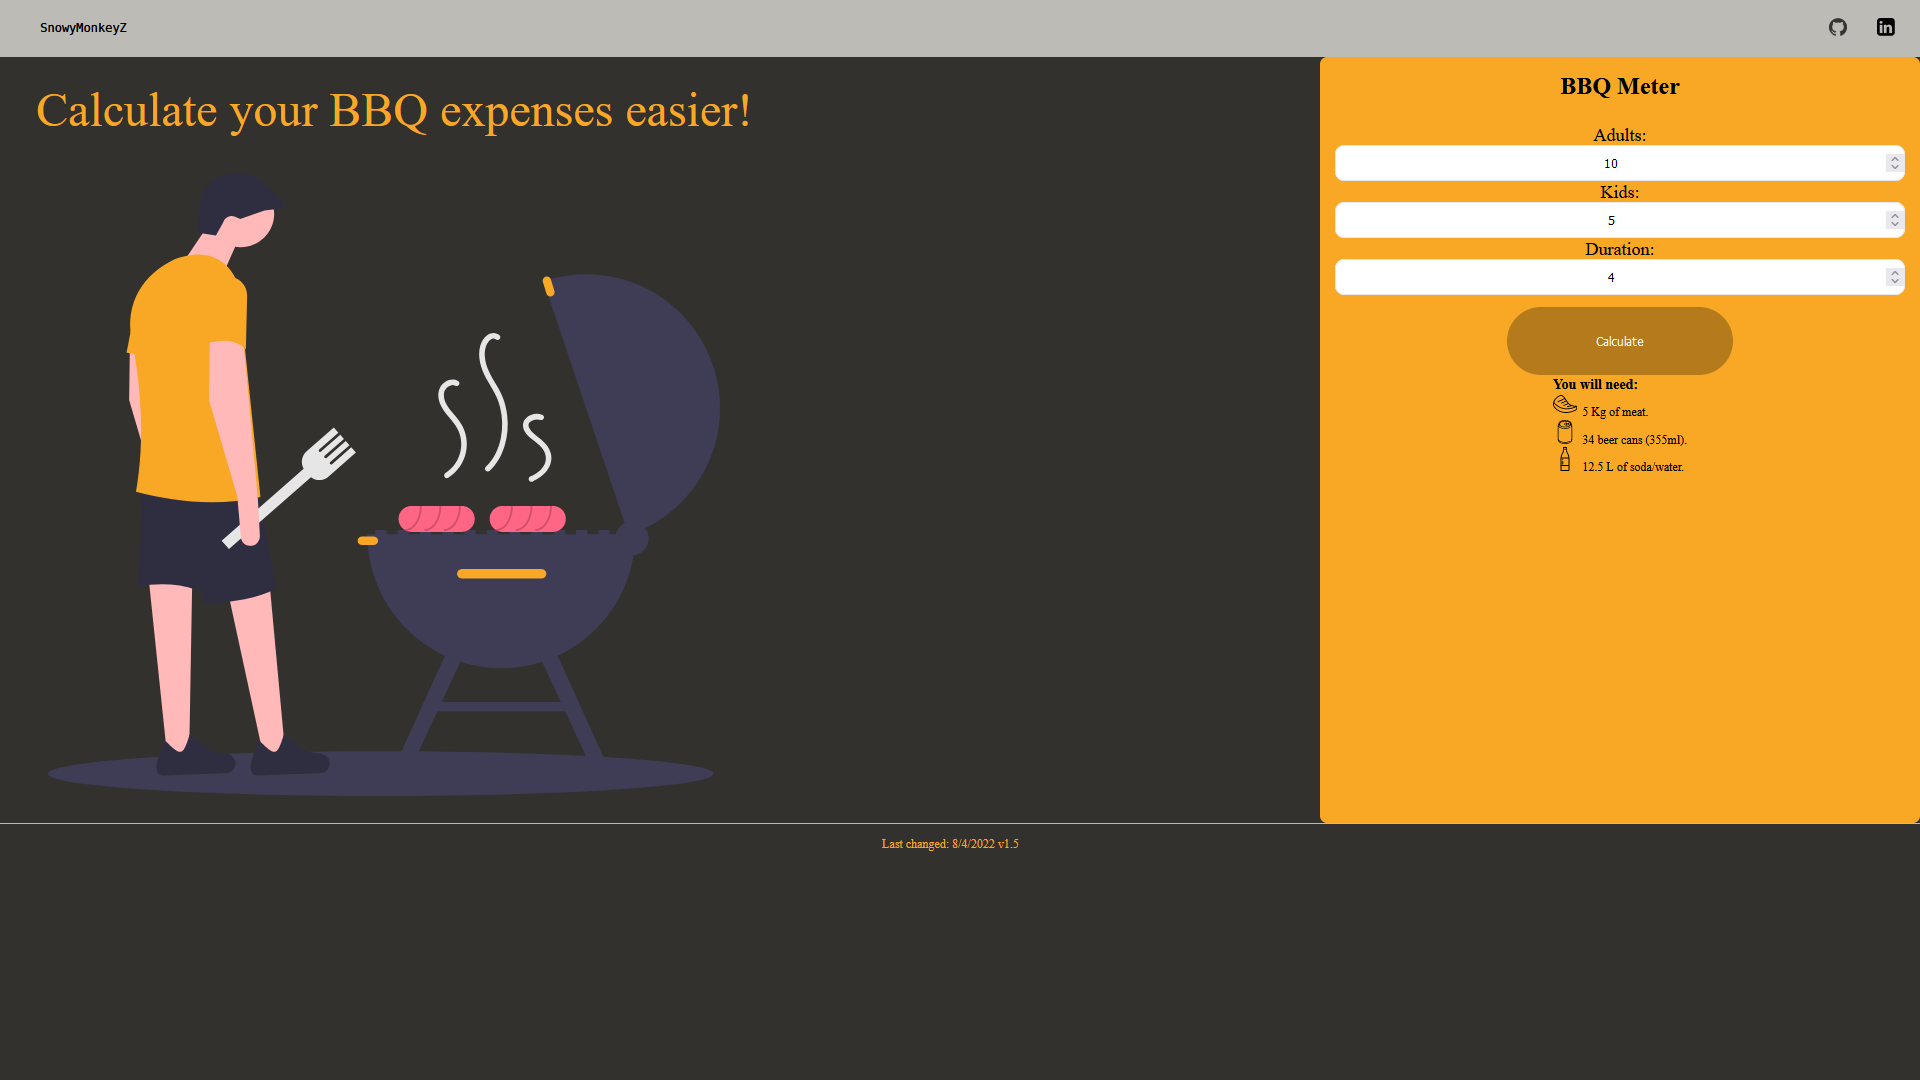 SnowyMonkeyZ
Calculate your BBQ expenses easier!
BBQ Meter
Adults:
10
Kids:
5
Duration:
4
Calculate
You will need:
5 Kg of meat.
34 beer cans (355ml).
12.5 L of soda/water.
Last changed: 8/4/2022 v1.5